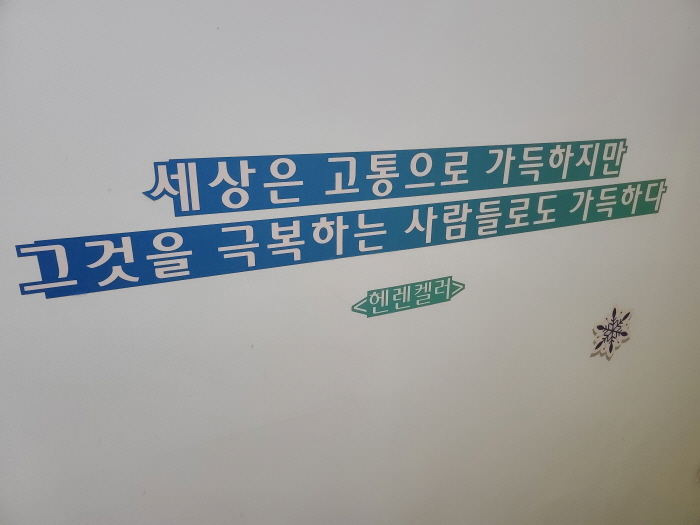 세상은 고통으로 가득하지만
그것을 극복하는 사람들로도 가득하다
<헨렌켈러>